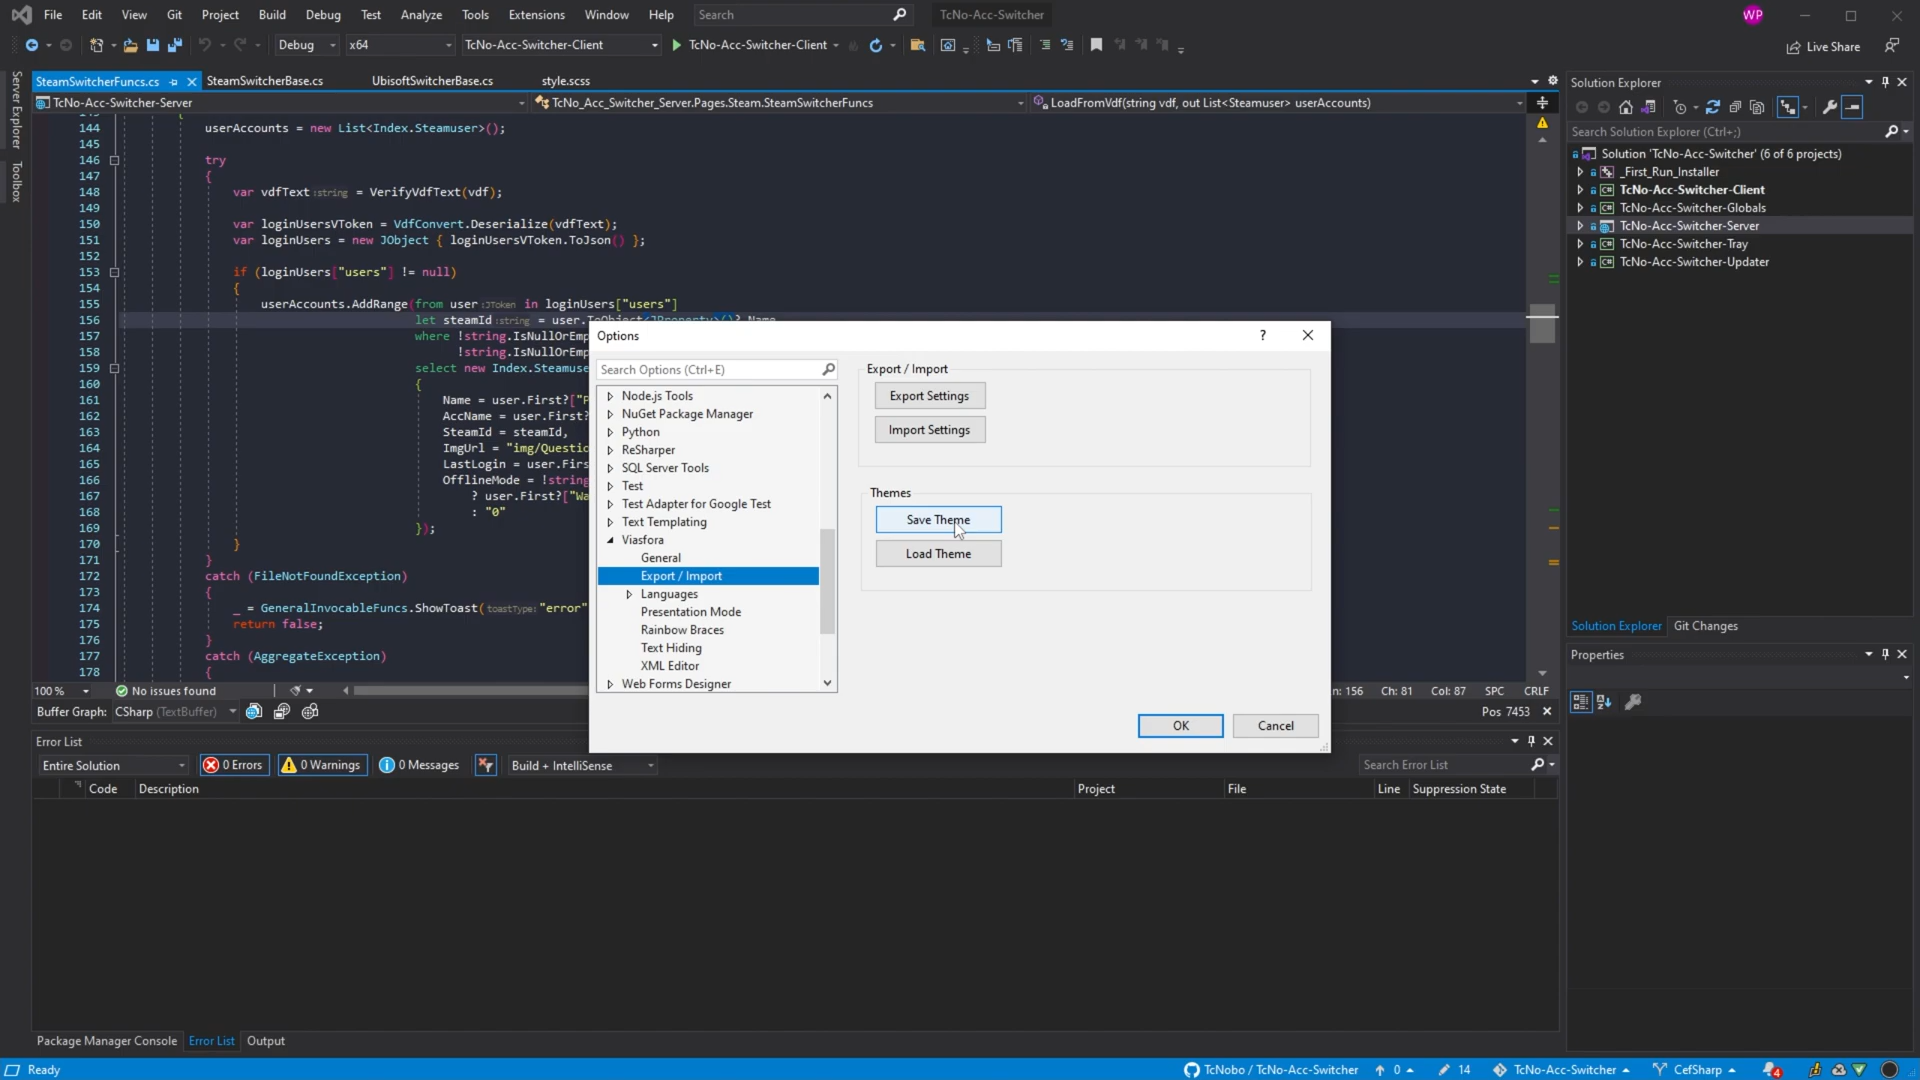 File Edit View Git Project Build Debug Test Analyze Tools Extensions Window Help Search TcNo-Acc-Switcher WP
Debug x64 TcNo-Acc-Switcher-Client TcNo-Acc-Switcher-Client Live Share
Server Explorer
Toolbox
SteamSwitcherFuncs.cs SteamSwitcherBase.cs UbisoftSwitcherBase.cs style.scss
TcNo-Acc-Switcher-Server TcNo_Acc_Switcher_Server.Pages.Steam.SteamSwitcherFuncs LoadFromVdf(string vdf, out List<Steamuser> userAccounts)
144 userAccounts = new List<Index.Steamuser>();
145
146 try
147 {
148 var vdfText:string = VerifyVdfText(vdf);
149
150 var loginUsersVToken = VdfConvert.Deserialize(vdfText);
151 var loginUsers = new JObject { loginUsersVToken.ToJson() };
152
153 if (loginUsers["users"] != null)
154 {
155 userAccounts.AddRange(from user:JToken in loginUsers["users"]
156 let steamId:string = user.ToObject<JProperty>()?.Name
157 where !string.IsNullOrEmp
158 !string.IsNullOrEmp
159 select new Index.Steamuse
160 {
161 Name = user.First?["P
162 AccName = user.First?
163 SteamId = steamId,
164 ImgUrl = "img/Questio
165 LastLogin = user.Firs
166 OfflineMode = !string
167 ? user.First?["Wa
168 : "0"
169 });
170 }
171 }
172 catch (FileNotFoundException)
173 {
174 _ = GeneralInvocableFuncs.ShowToast(toastType:"error"
175 return false;
176 }
177 catch (AggregateException)
178 {
100 % No issues found
n: 156 Ch: 81 Col: 87 SPC CRLF
Buffer Graph: CSharp (TextBuffer) Pos 7453
Options
Search Options (Ctrl+E)
Node.js Tools
NuGet Package Manager
Python
ReSharper
SQL Server Tools
Test
Test Adapter for Google Test
Text Templating
Viasfora
General
Export / Import
Languages
Presentation Mode
Rainbow Braces
Text Hiding
XML Editor
Web Forms Designer
Export / Import
Export Settings
Import Settings
Themes
Save Theme
Load Theme
OK Cancel
Error List
Entire Solution 0 Errors 0 Warnings 0 Messages Build + IntelliSense Search Error List
Code Description Project File Line Suppression State
Package Manager Console Error List Output
Solution Explorer
Search Solution Explorer (Ctrl+;)
Solution 'TcNo-Acc-Switcher' (6 of 6 projects)
_First_Run_Installer
TcNo-Acc-Switcher-Client
TcNo-Acc-Switcher-Globals
TcNo-Acc-Switcher-Server
TcNo-Acc-Switcher-Tray
TcNo-Acc-Switcher-Updater
Solution Explorer Git Changes
Properties
Ready TcNobo / TcNo-Acc-Switcher 0 14 TcNo-Acc-Switcher CefSharp 4